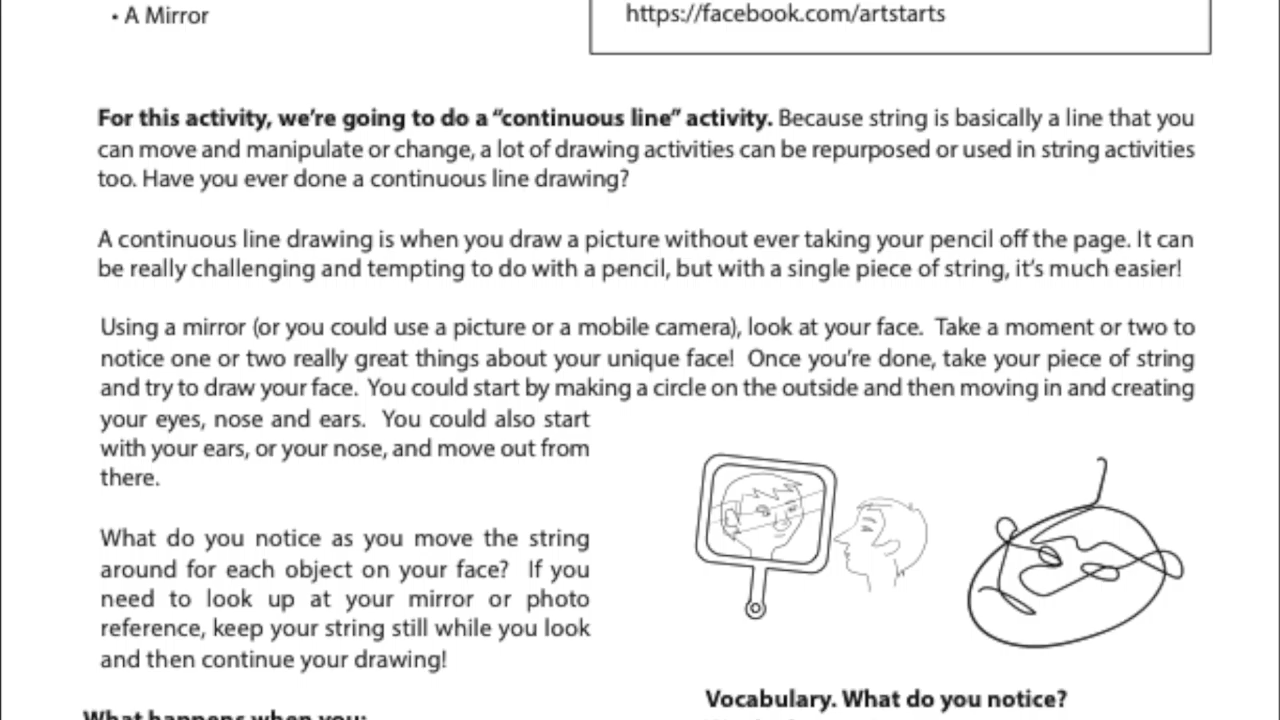 • A Mirror
https://facebook.com/artstarts
For this activity, we're going to do a "continuous line" activity. Because string is basically a line that you
can move and manipulate or change, a lot of drawing activities can be repurposed or used in string activities
too. Have you ever done a continuous line drawing?
A continuous line drawing is when you draw a picture without ever taking your pencil off the page. It can
be really challenging and tempting to do with a pencil, but with a single piece of string, it's much easier!
Using a mirror (or you could use a picture or a mobile camera), look at your face. Take a moment or two to
notice one or two really great things about your unique face! Once you're done, take your piece of string
and try to draw your face. You could start by making a circle on the outside and then moving in and creating
your eyes, nose and ears. You could also start
with your ears, or your nose, and move out from
there.
What do you notice as you move the string
around for each object on your face? If you
need to look up at your mirror or photo
reference, keep your string still while you look
and then continue your drawing!
What happens when you:
Vocabulary. What do you notice?